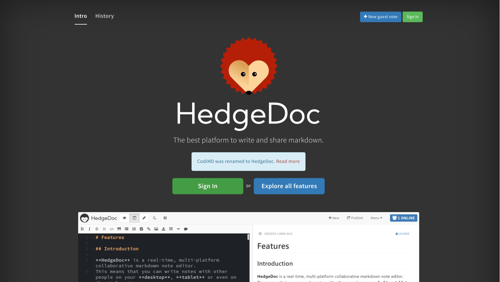 Intro History
New guest note Sign In
HedgeDoc
The best platform to write and share markdown.
CodiMD was renamed to HedgeDoc. Read more
Sign In or Explore all features
HedgeDoc
New Publish Menu 1 ONLINE
# Features
## Introduction
**HedgeDoc** is a real-time, multi-platform
collaborative markdown note editor.
This means that you can write notes with other
people on your **desktop**, **tablet** or even on
Features
Introduction
HedgeDoc is a real-time, multi-platform collaborative markdown note editor.